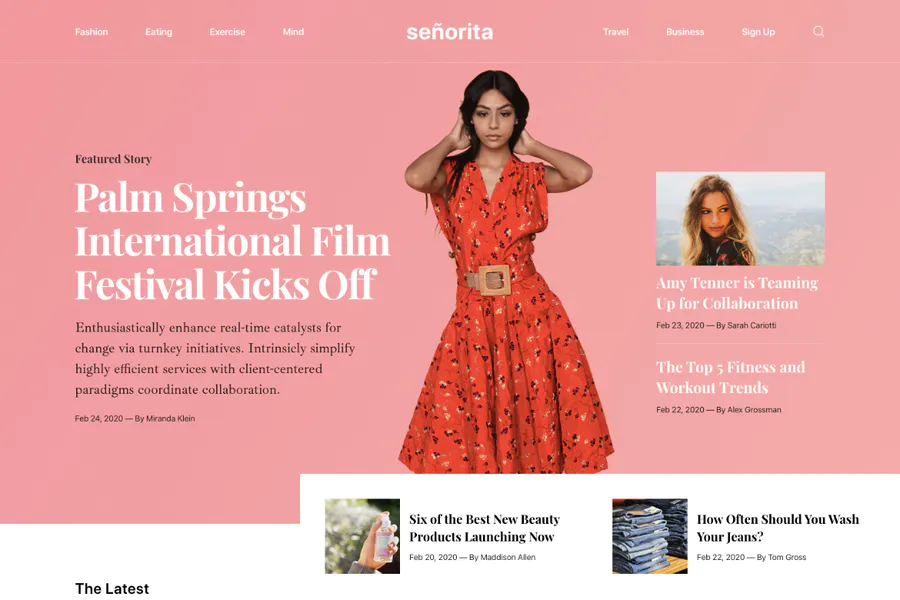 Fashion
Eating
Exercise
Mind
señorita
Travel
Business
Sign Up
Featured Story
Palm Springs
International Film
Festival Kicks Off
Enthusiastically enhance real-time catalysts for
change via turnkey initiatives. Intrinsicly simplify
highly efficient services with client-centered
paradigms coordinate collaboration.
Feb 24, 2020 — By Miranda Klein
Amy Tenner is Teaming
Up for Collaboration
Feb 23, 2020 — By Sarah Cariotti
The Top 5 Fitness and
Workout Trends
Feb 22, 2020 — By Alex Grossman
Six of the Best New Beauty
Products Launching Now
Feb 20, 2020 — By Maddison Allen
How Often Should You Wash
Your Jeans?
Feb 22, 2020 — By Tom Gross
The Latest